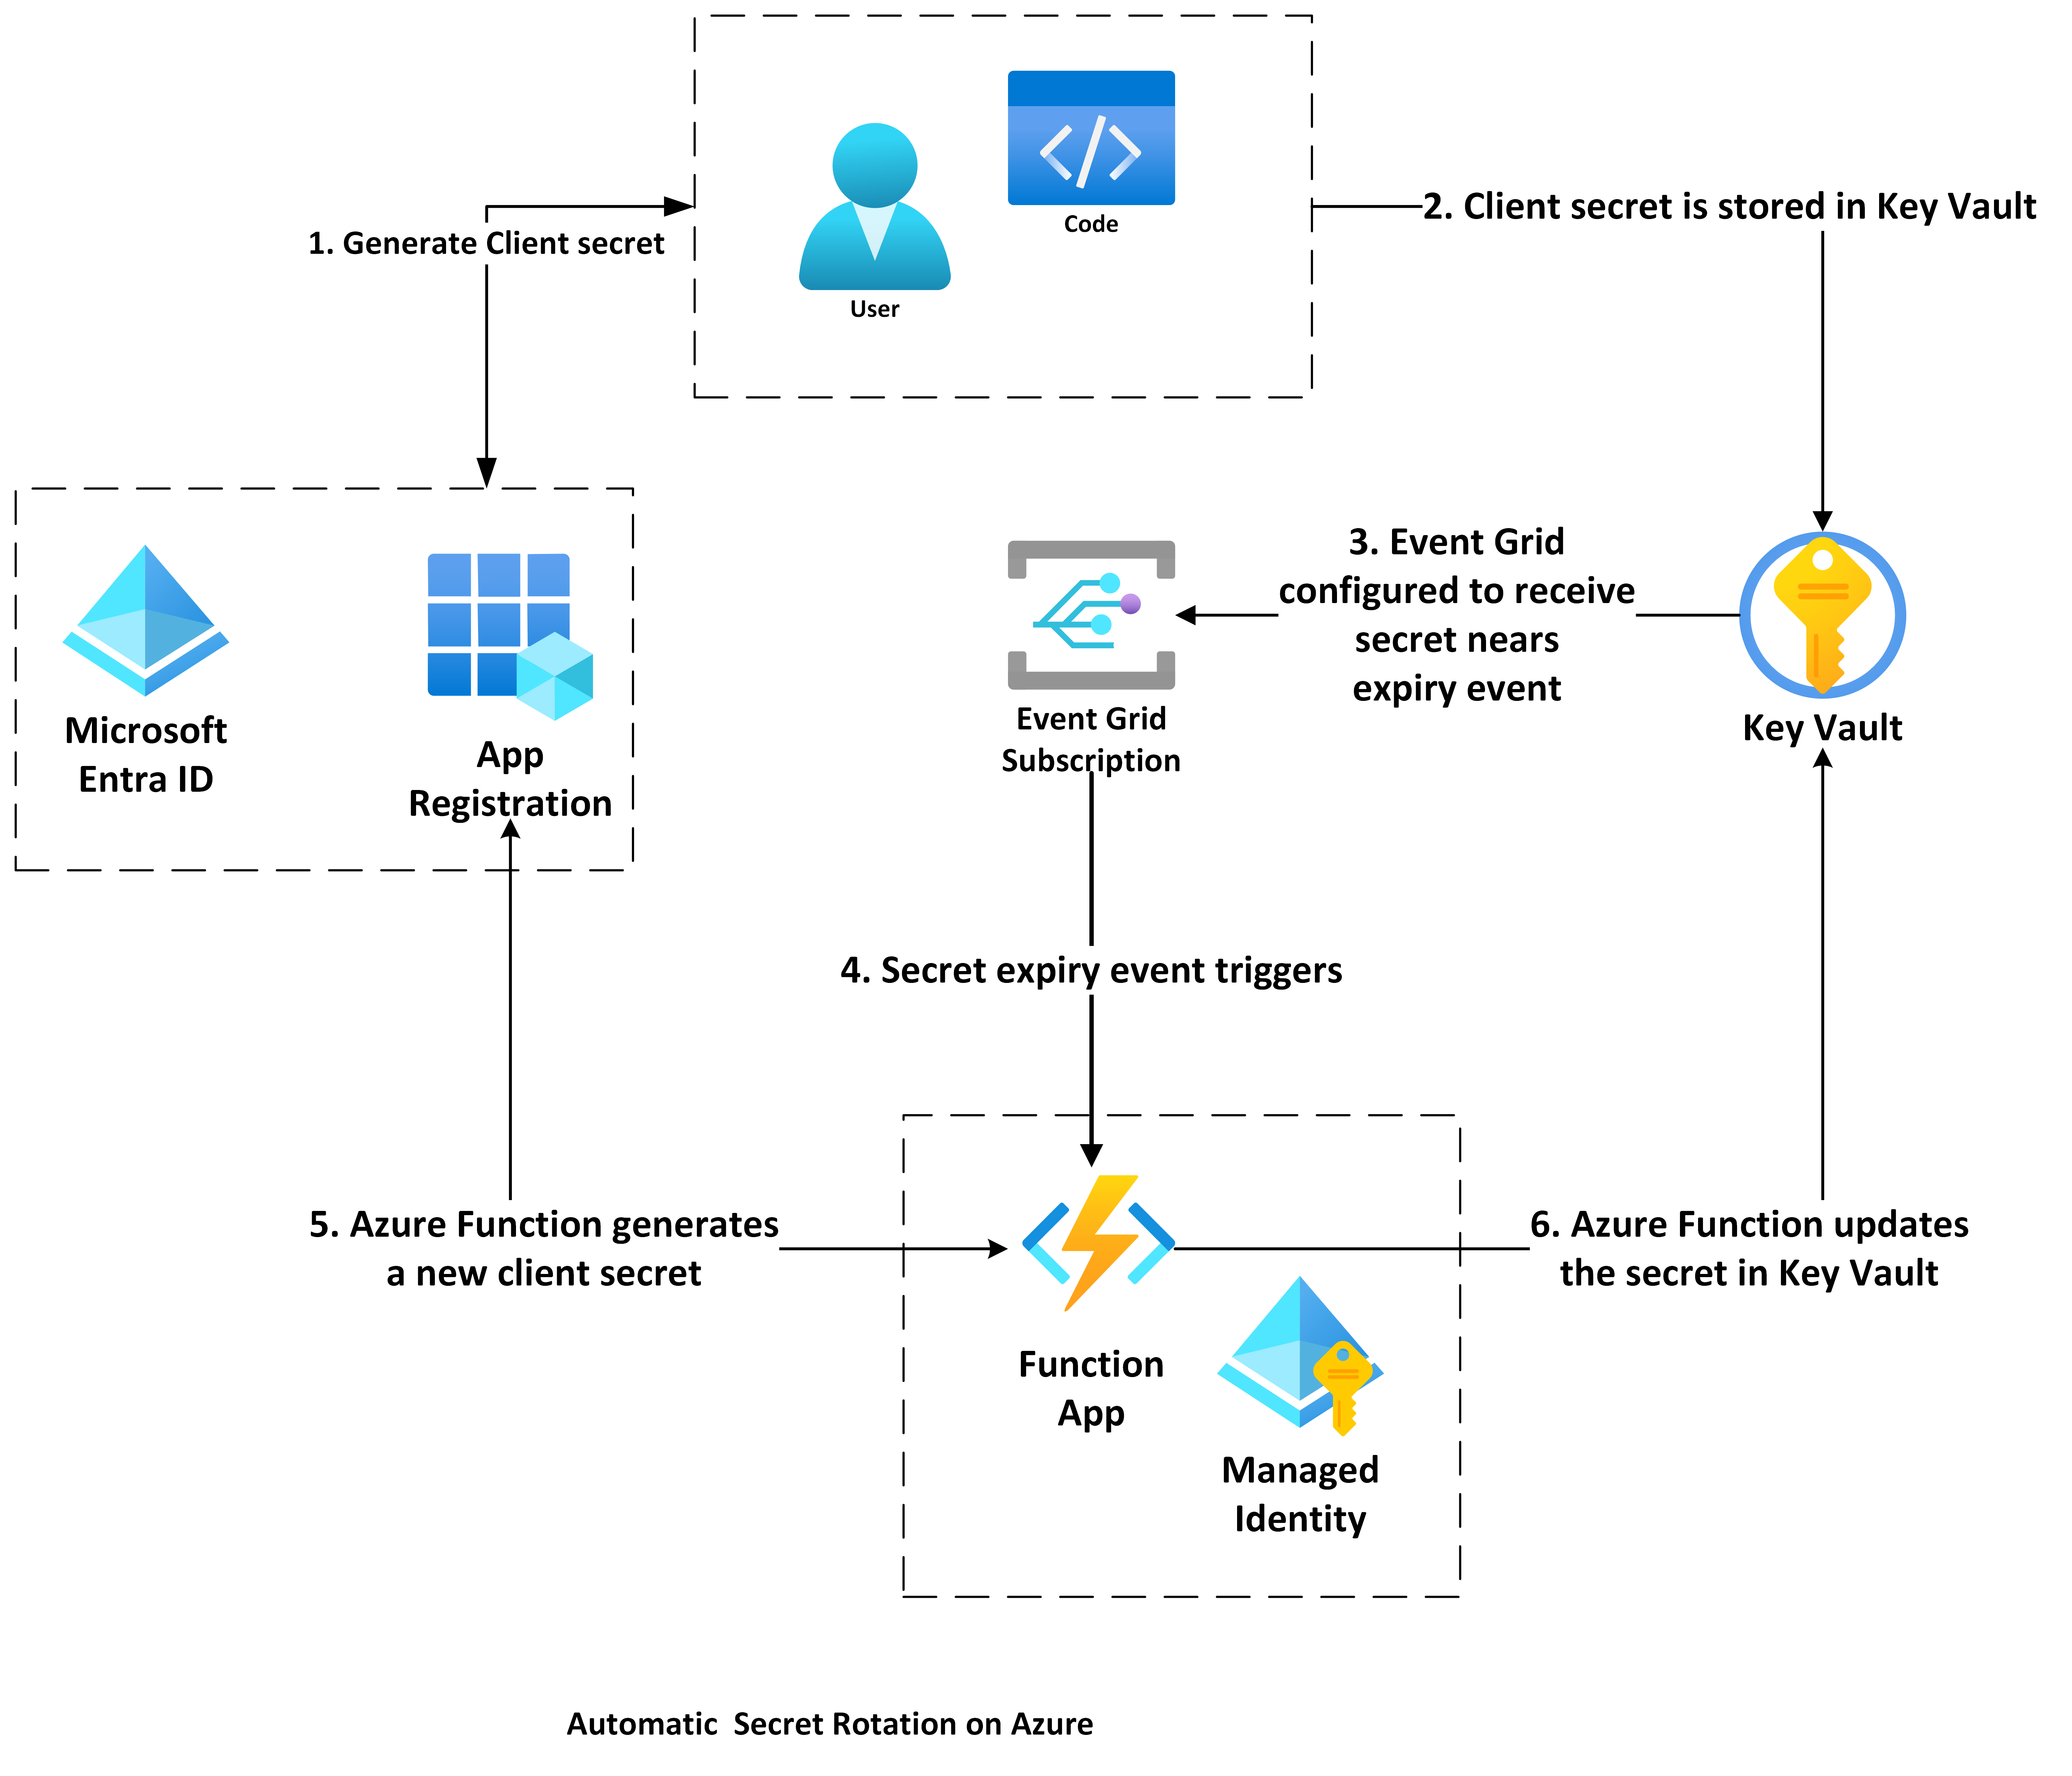 Code
User
1. Generate Client secret
2. Client secret is stored in Key Vault
Microsoft
Entra ID
App
Registration
Event Grid
Subscription
3. Event Grid
configured to receive
secret nears
expiry event
Key Vault
4. Secret expiry event triggers
5. Azure Function generates
a new client secret
Function
App
Managed
Identity
6. Azure Function updates
the secret in Key Vault
Automatic  Secret Rotation on Azure